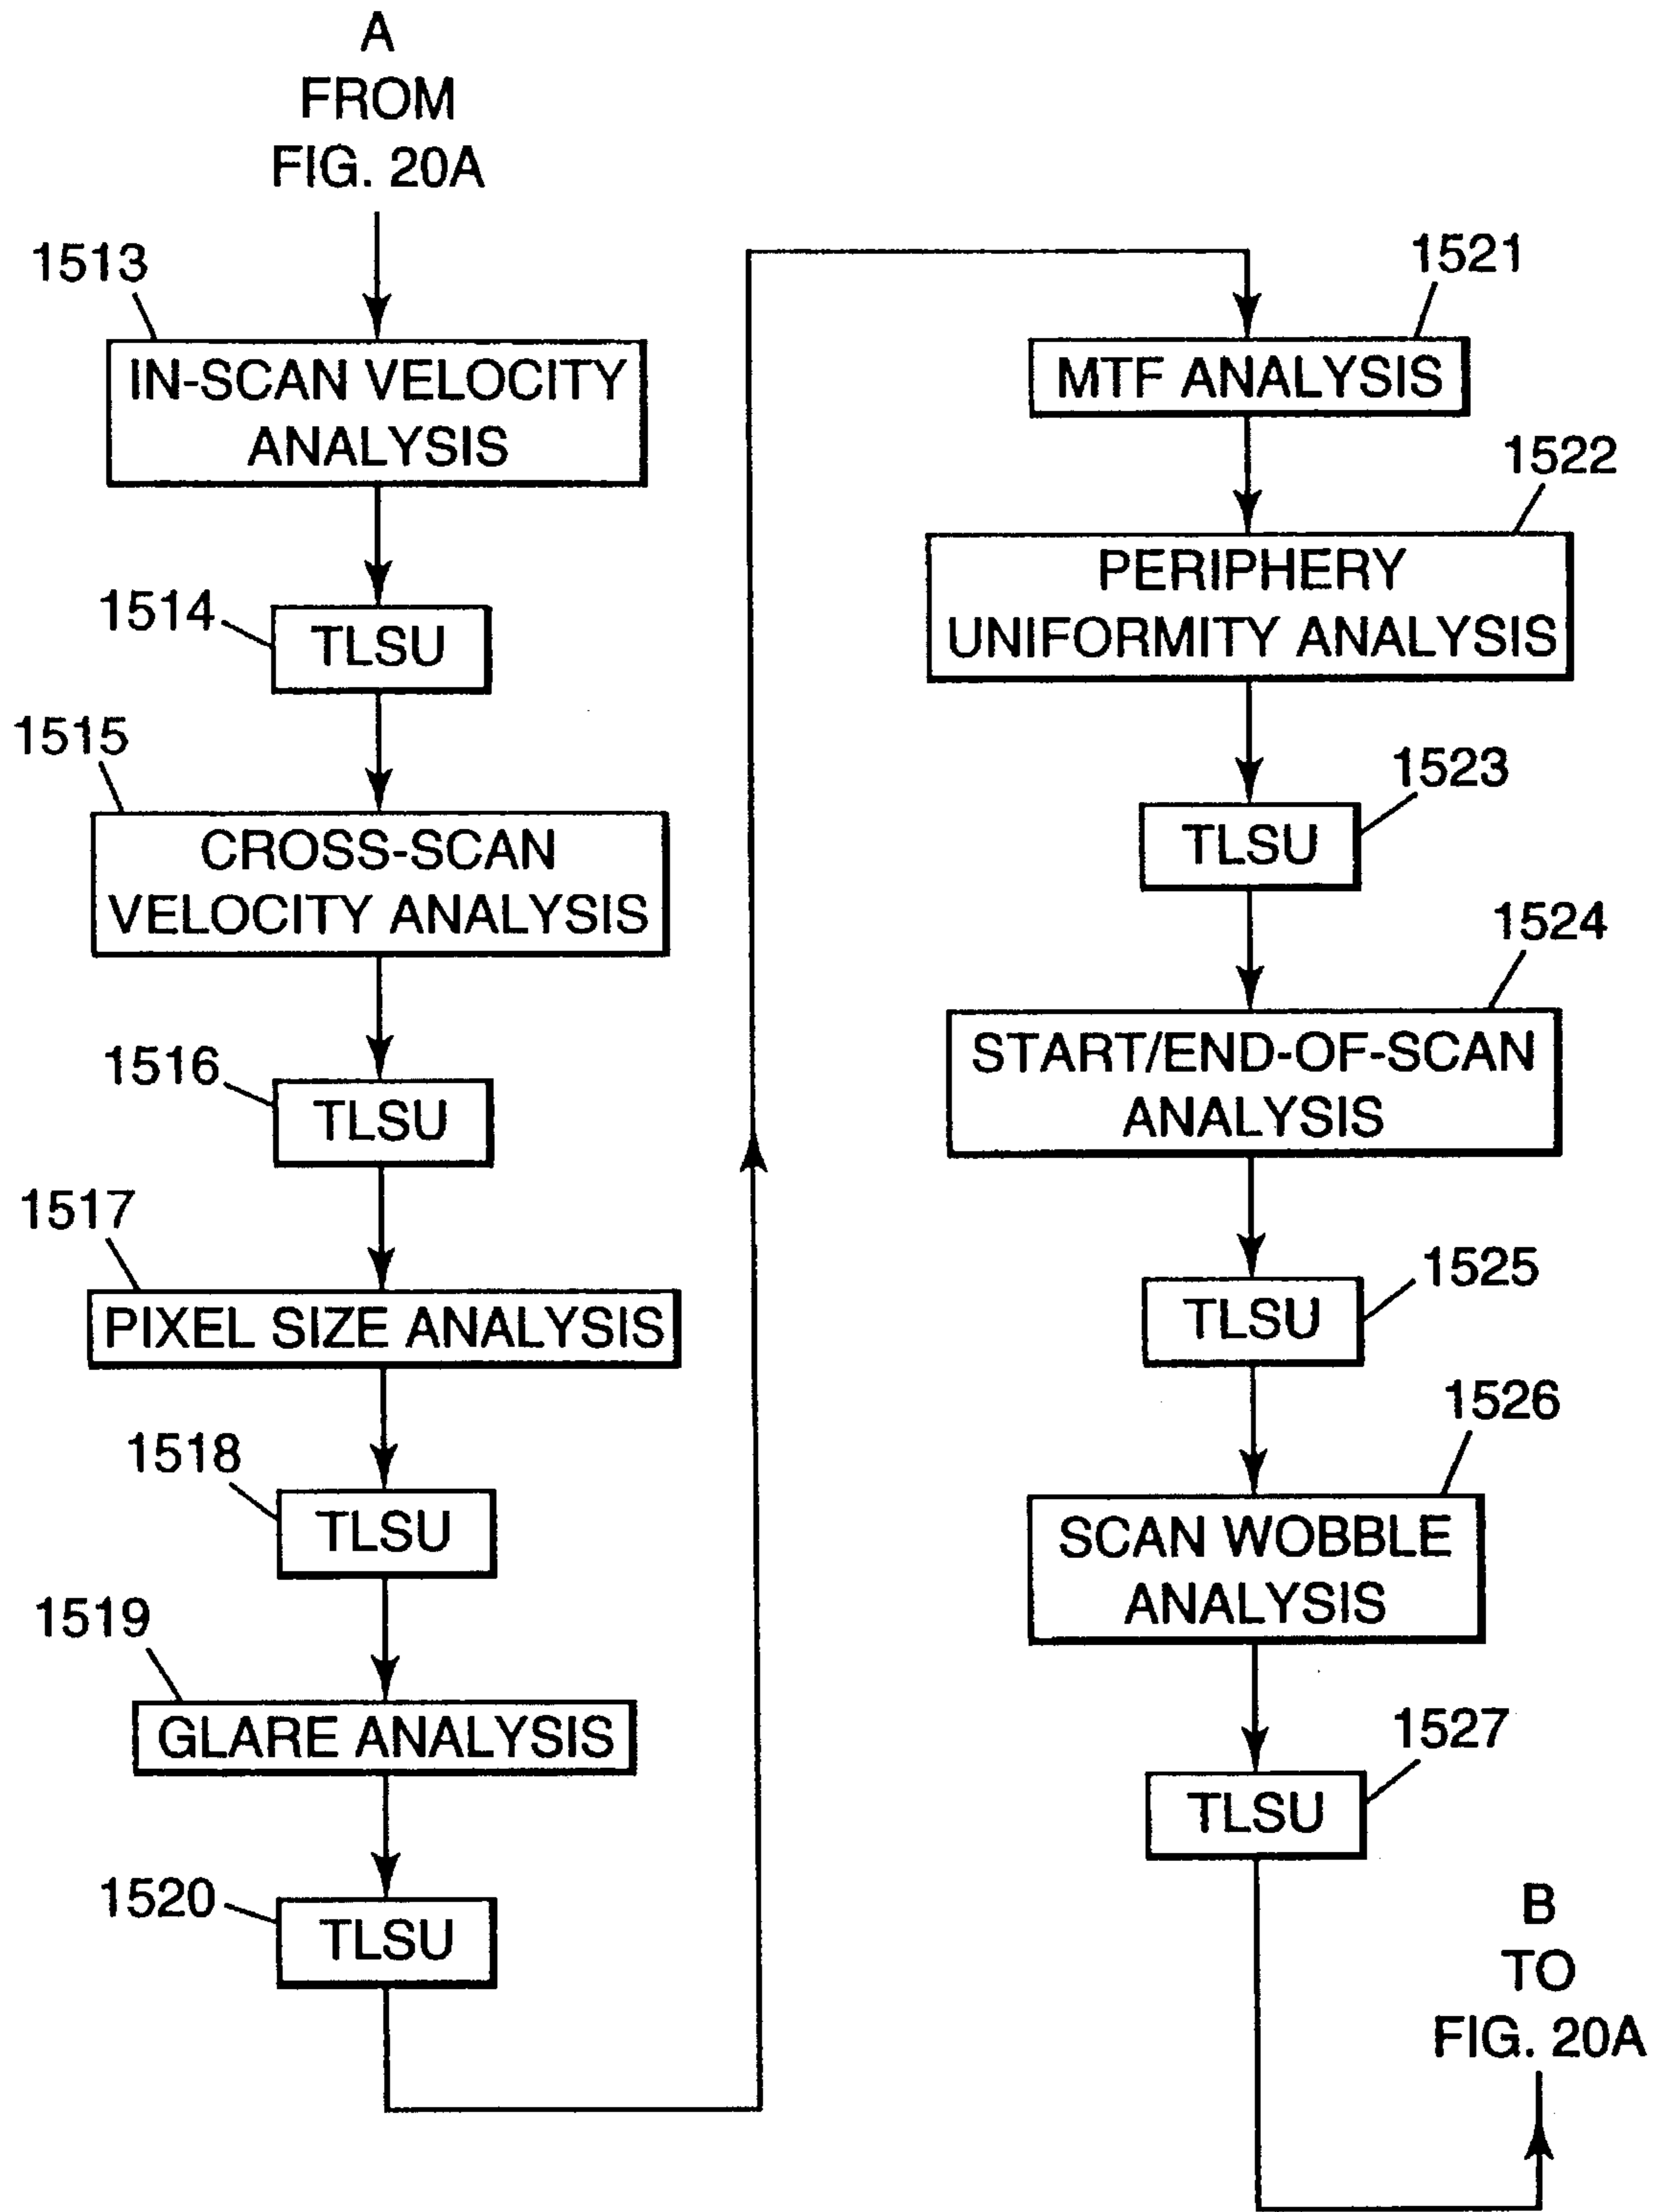 A
FROM
FIG. 20A
1513
IN-SCAN VELOCITY
ANALYSIS
1514
TLSU
1515
CROSS-SCAN
VELOCITY ANALYSIS
1516
TLSU
1517
PIXEL SIZE ANALYSIS
1518
TLSU
1519
GLARE ANALYSIS
1520
TLSU
1521
MTF ANALYSIS
1522
PERIPHERY
UNIFORMITY ANALYSIS
1523
TLSU
1524
START/END-OF-SCAN
ANALYSIS
1525
TLSU
1526
SCAN WOBBLE
ANALYSIS
1527
TLSU
B
TO
FIG. 20A